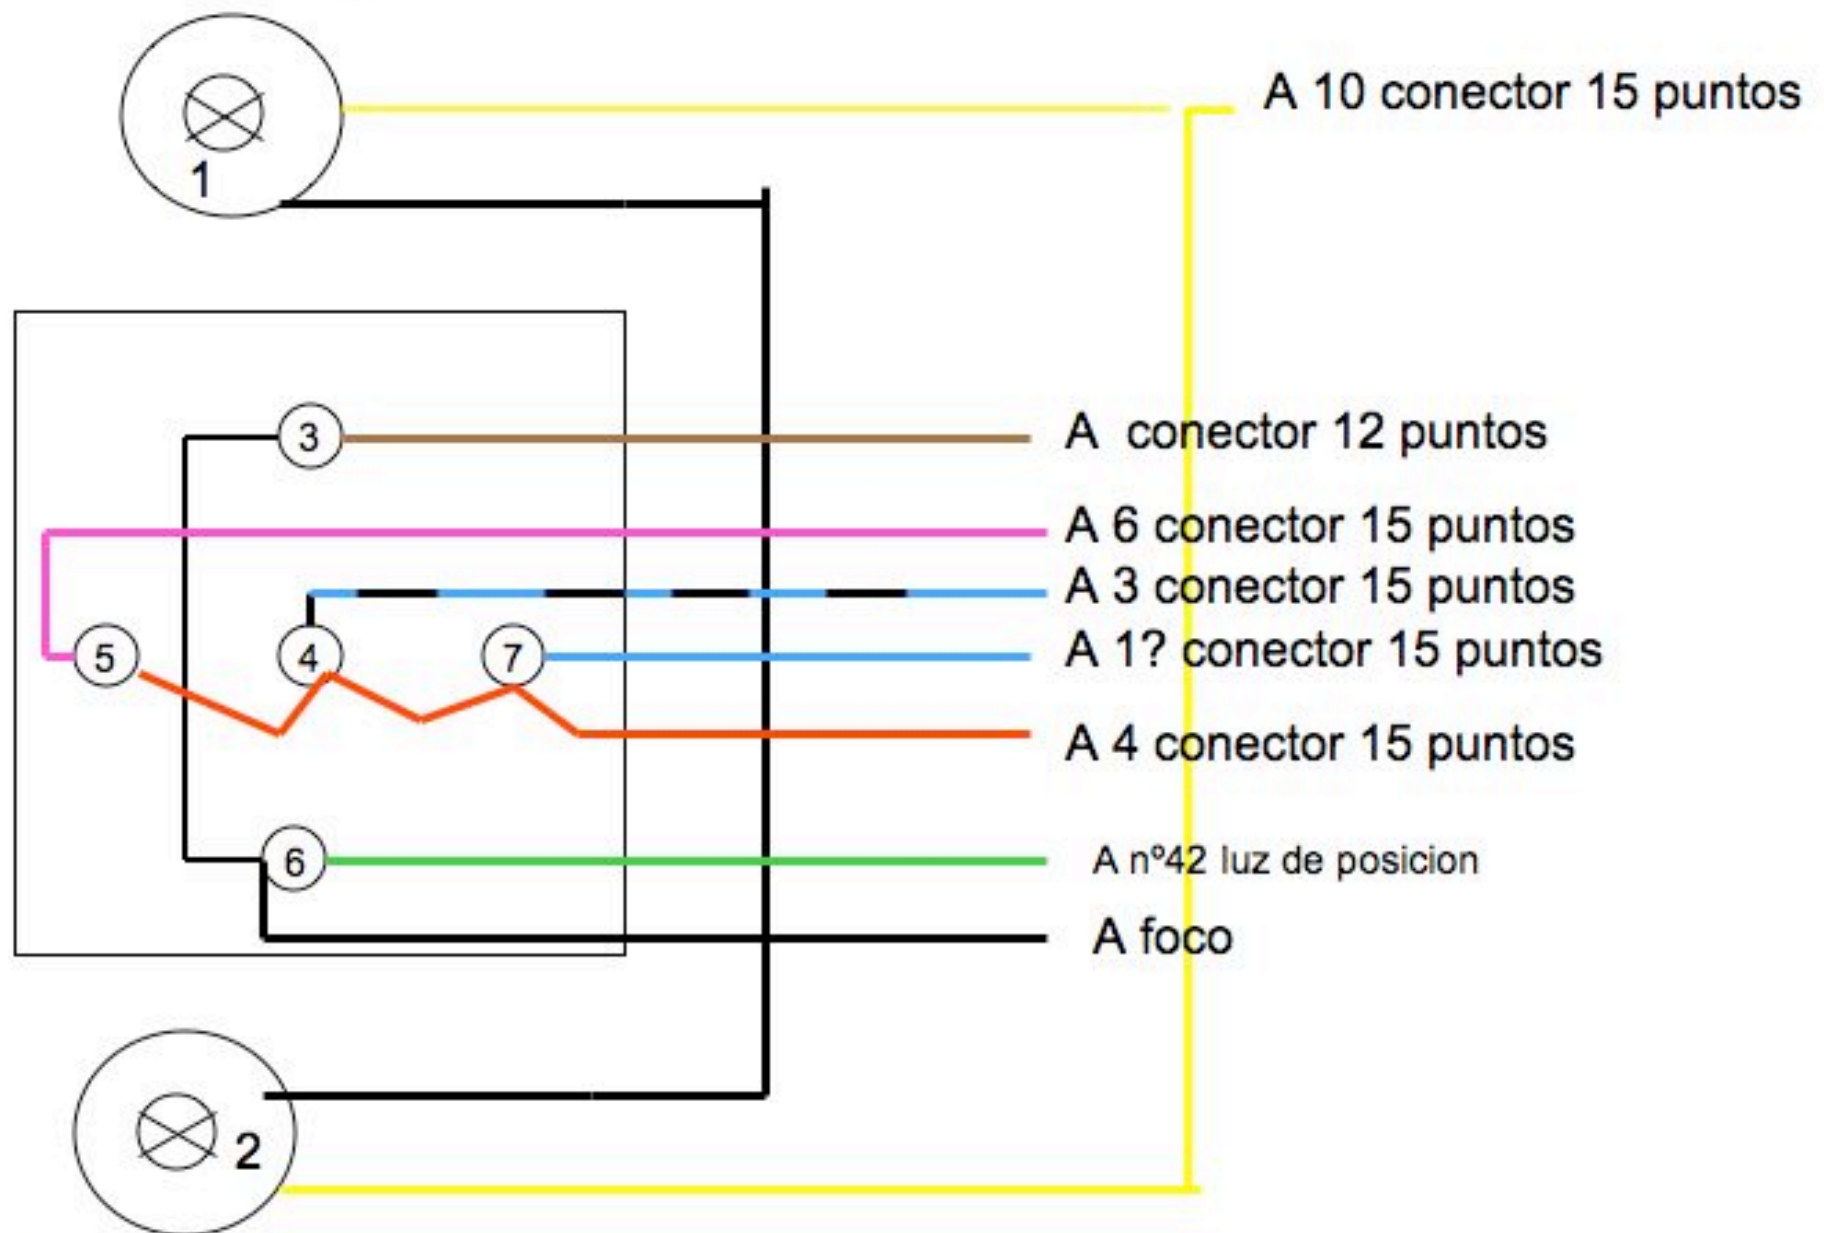 A 10 conector 15 puntos
1
3
A conector 12 puntos
A 6 conector 15 puntos
A 3 conector 15 puntos
5
4
7
A 1? conector 15 puntos
A 4 conector 15 puntos
6
A nº42 luz de posicion
A foco
2